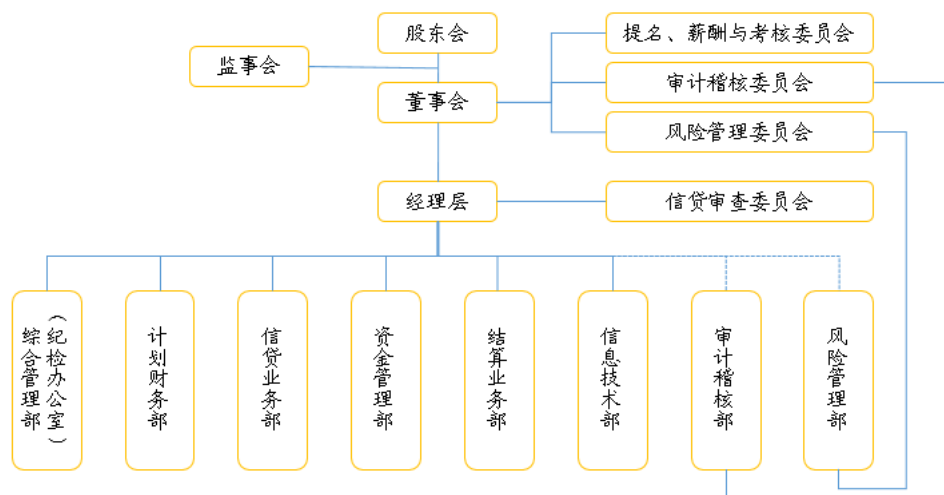 股东会
监事会
董事会
提名、薪酬与考核委员会
审计稽核委员会
风险管理委员会
经理层
信贷审查委员会
综合管理部
（纪检办公室）
计划财务部
信贷业务部
资金管理部
结算业务部
信息技术部
审计稽核部
风险管理部